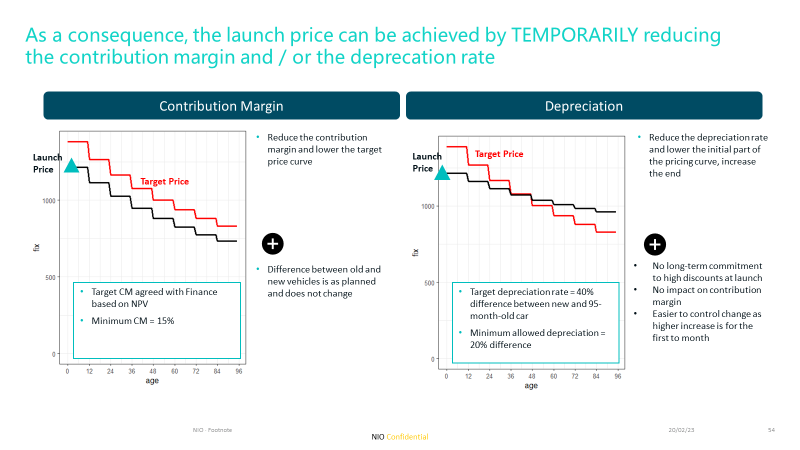 As a consequence, the launch price can be achieved by TEMPORARILY reducing
the contribution margin and / or the deprecation rate
Contribution Margin
Launch
Price
Target Price
1000
500
0
fix
0 12 24 36 48 60 72 84 96
age
• Target CM agreed with Finance
based on NPV
• Minimum CM = 15%
• Reduce the contribution
margin and lower the target
price curve
+
• Difference between old and
new vehicles is as planned
and does not change
Depreciation
Launch
Price
Target Price
1000
500
0
fix
0 12 24 36 48 60 72 84 96
age
• Target depreciation rate = 40%
difference between new and 95-
month-old car
• Minimum allowed depreciation =
20% difference
• Reduce the depreciation rate
and lower the initial part of
the pricing curve, increase
the end
+
• No long-term commitment
to high discounts at launch
• No impact on contribution
margin
• Easier to control change as
higher increase is for the
first to month
NIO - Footnote
NIO Confidential
20/02/23
54